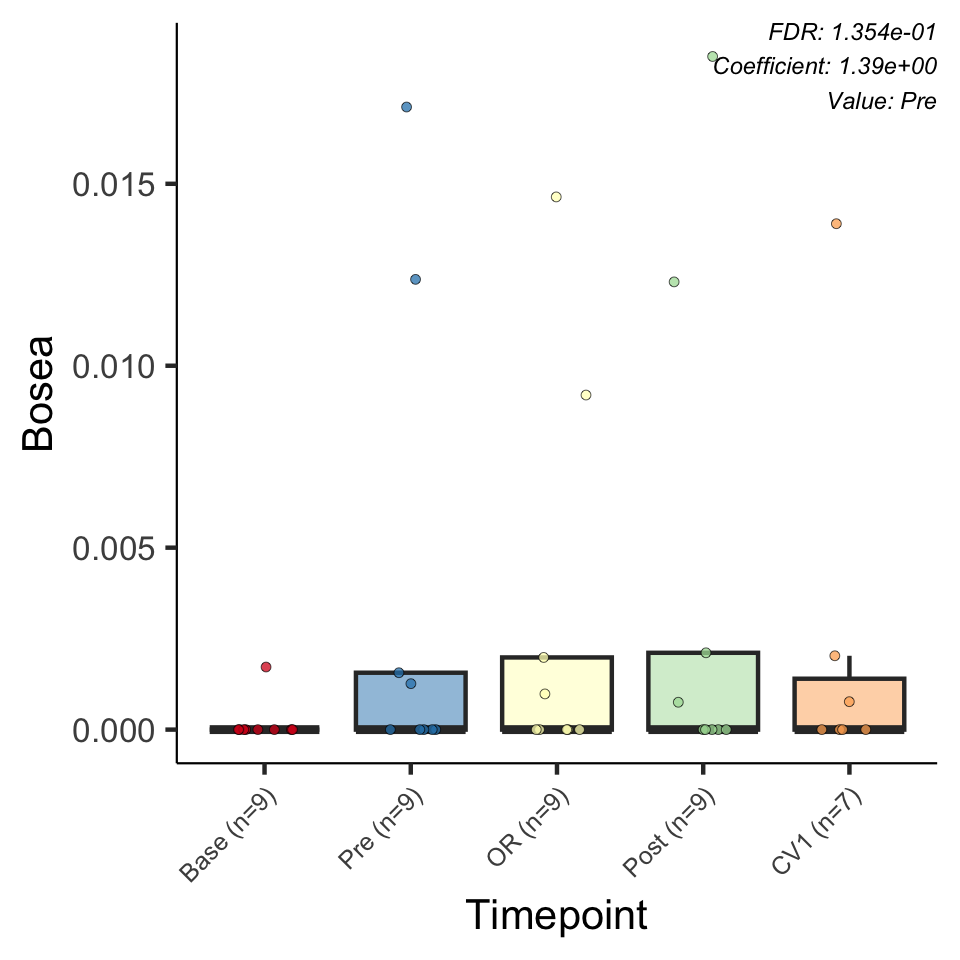 FDR: 1.354e-01
Coefficient: 1.39e+00
Value: Pre
Bosea
0.015
0.010
0.005
0.000
Base (n=9)
Pre (n=9)
OR (n=9)
Post (n=9)
CV1 (n=7)
Timepoint